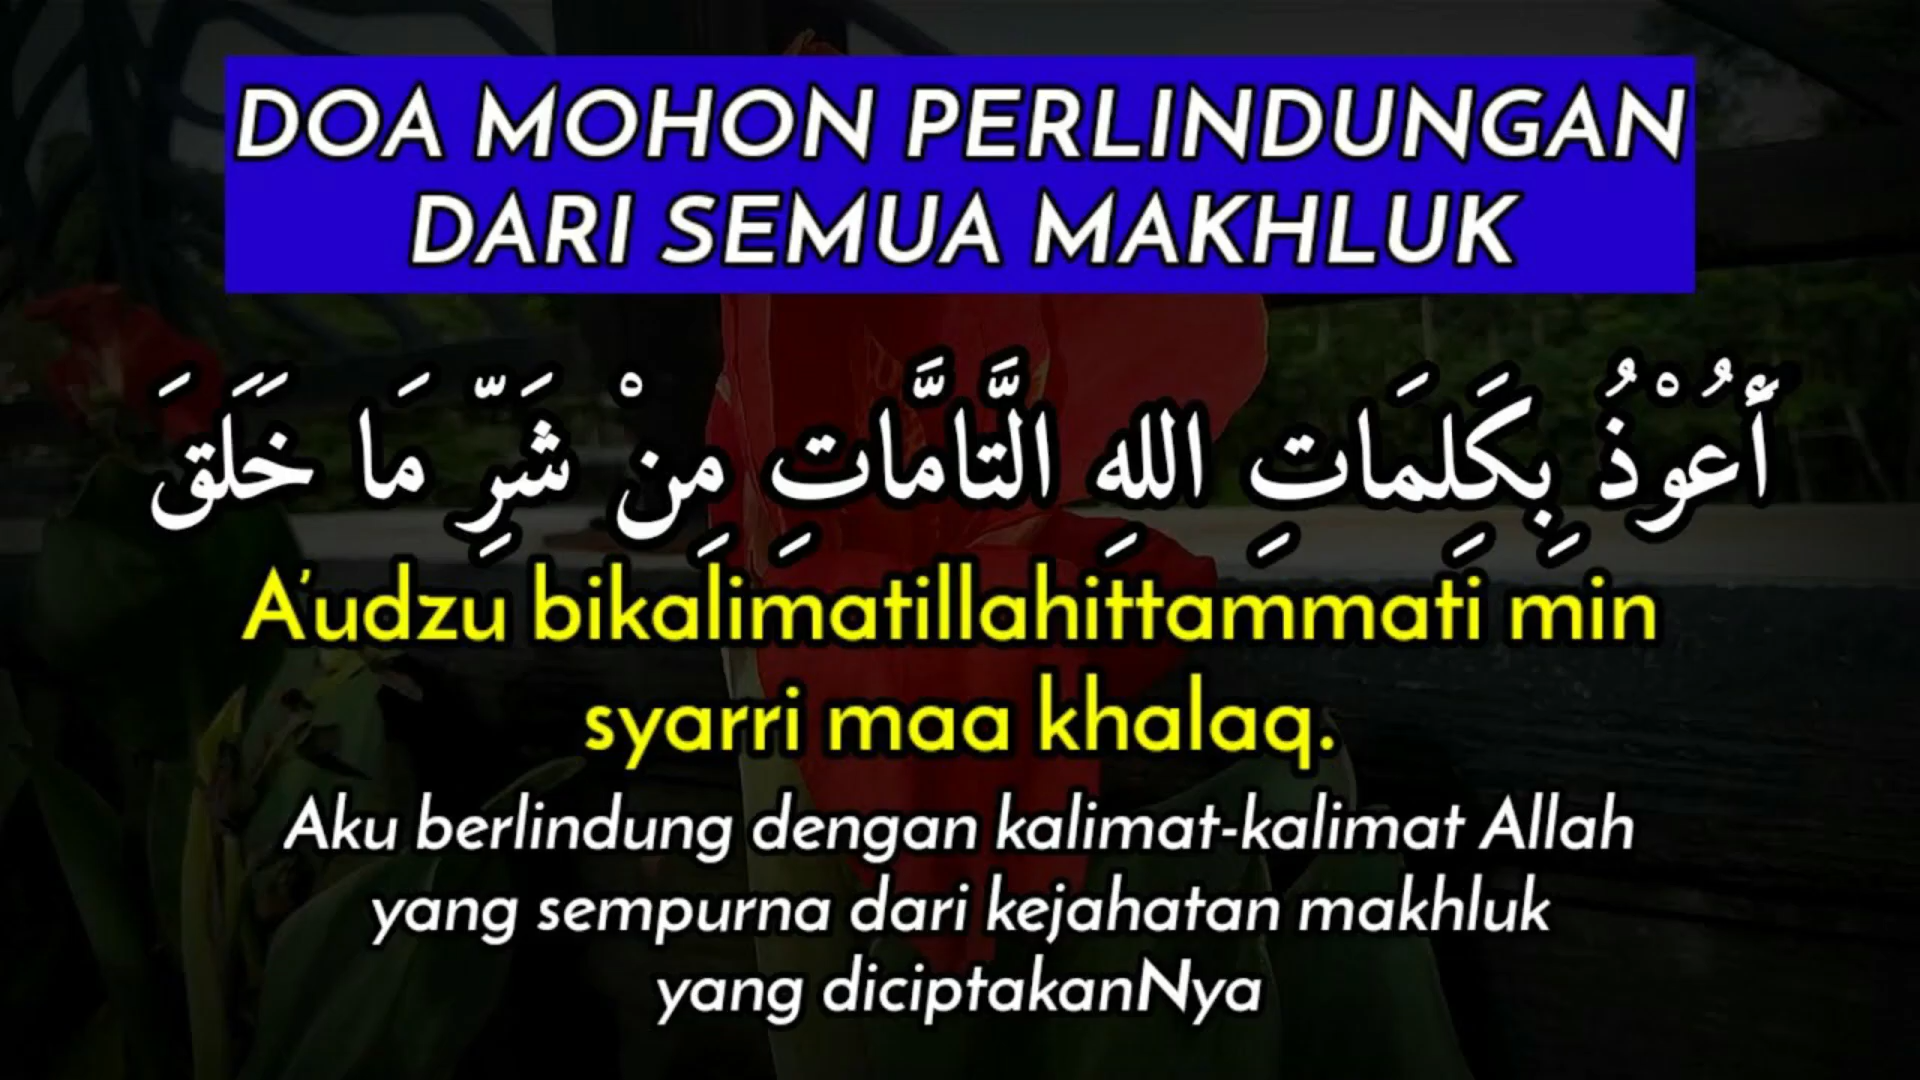 DOA MOHON PERLINDUNGAN
DARI SEMUA MAKHLUK
أَعُوْذُ بِكَلِمَاتِ اللهِ التَّامَّاتِ مِنْ شَرِّ مَا خَلَقَ
A'udzu bikalimatillahittammati min
syarri maa khalaq.
Aku berlindung dengan kalimat-kalimat Allah
yang sempurna dari kejahatan makhluk
yang diciptakanNya